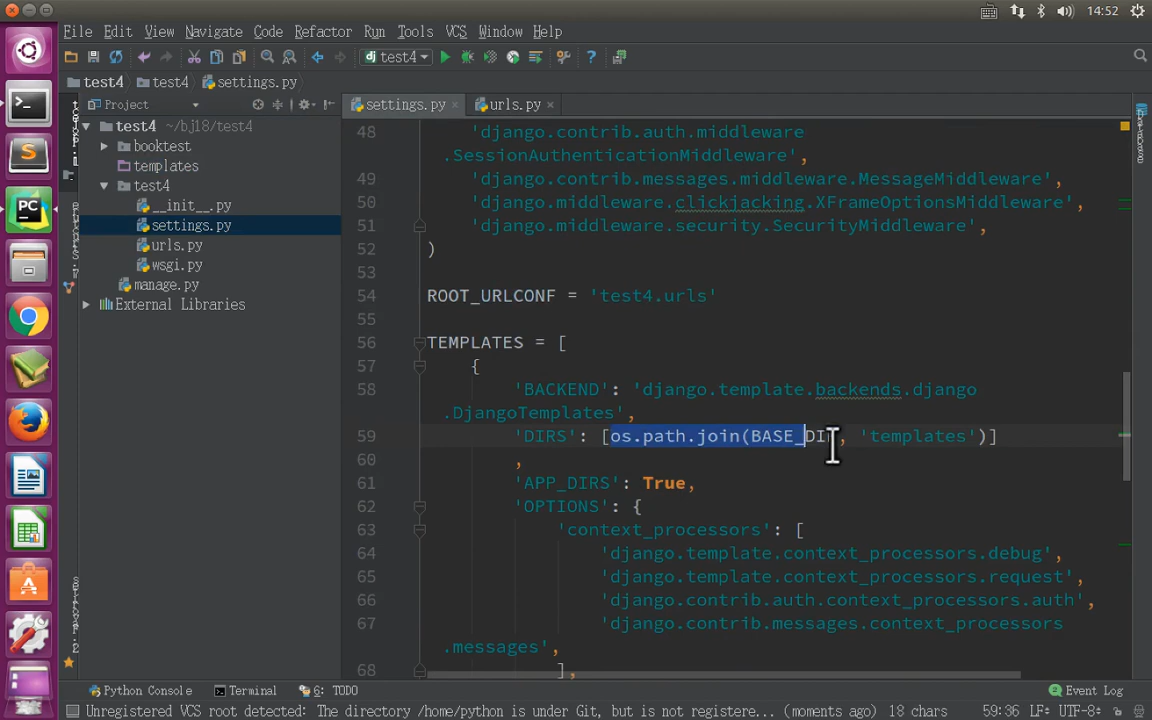 14:52
File Edit View Navigate Code Refactor Run Tools VCS Window Help
dj test4
test4 test4 settings.py
Project
settings.py × urls.py ×
test4 ~/bj18/test4
booktest
templates
test4
__init__.py
settings.py
urls.py
wsgi.py
manage.py
External Libraries
48 'django.contrib.auth.middleware
.SessionAuthenticationMiddleware',
49 'django.contrib.messages.middleware.MessageMiddleware',
50 'django.middleware.clickjacking.XFrameOptionsMiddleware',
51 'django.middleware.security.SecurityMiddleware',
52 )
53
54 ROOT_URLCONF = 'test4.urls'
55
56 TEMPLATES = [
57 {
58 'BACKEND': 'django.template.backends.django
.DjangoTemplates',
59 'DIRS': [os.path.join(BASE_DIR, 'templates')]
60 ,
61 'APP_DIRS': True,
62 'OPTIONS': {
63 'context_processors': [
64 'django.template.context_processors.debug',
65 'django.template.context_processors.request',
66 'django.contrib.auth.context_processors.auth',
67 'django.contrib.messages.context_processors
.messages',
68 ],
Python Console Terminal 6: TODO Event Log
Unregistered VCS root detected: The directory /home/python is under Git, but is not registere... (moments ago) 18 chars 59:36 LF÷ UTF-8÷